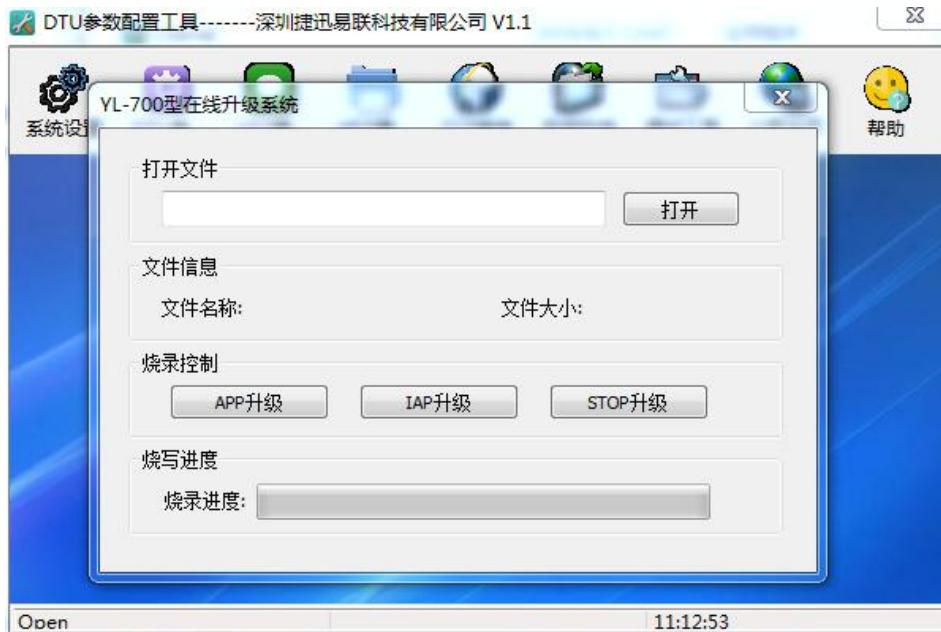 DTU参数配置工具-------深圳捷迅易联科技有限公司 V1.1
系统设
帮助
YL-700型在线升级系统
打开文件
打开
文件信息
文件名称: 文件大小:
烧录控制
APP升级 IAP升级 STOP升级
烧写进度
烧录进度:
Open 11:12:53